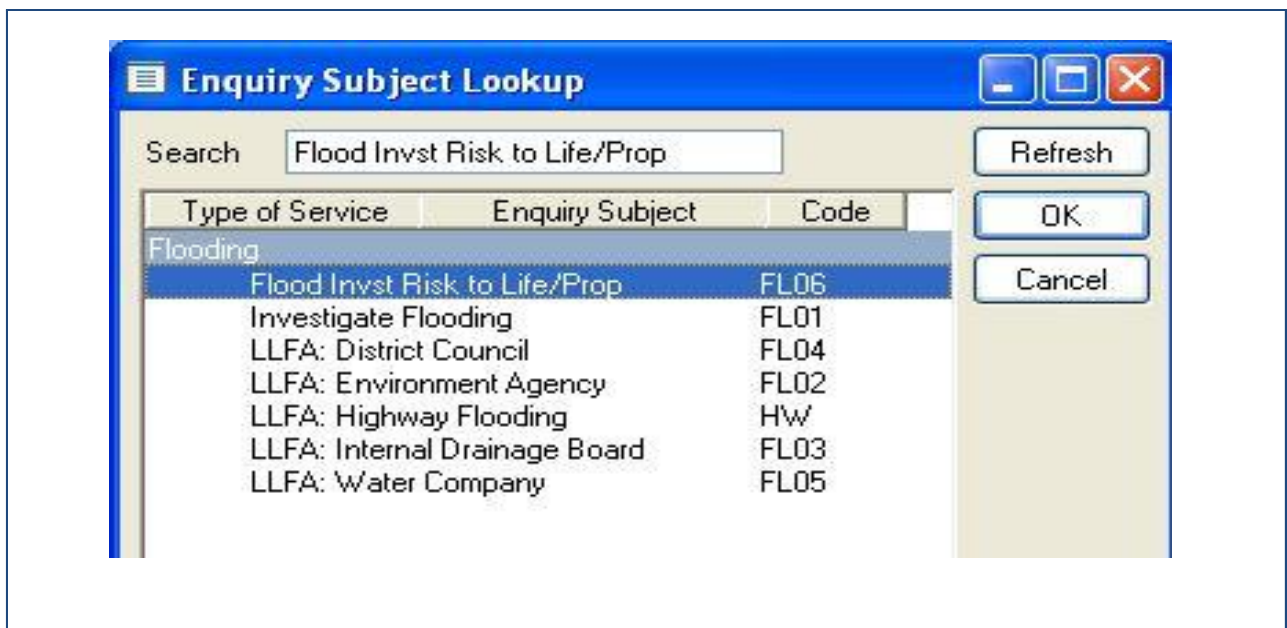 Enquiry Subject Lookup
Search Flood Invst Risk to Life/Prop Refresh
Type of Service Enquiry Subject Code OK
Flooding
Flood Invst Risk to Life/Prop FL06 Cancel
Investigate Flooding FL01
LLFA: District Council FL04
LLFA: Environment Agency FL02
LLFA: Highway Flooding HW
LLFA: Internal Drainage Board FL03
LLFA: Water Company FL05